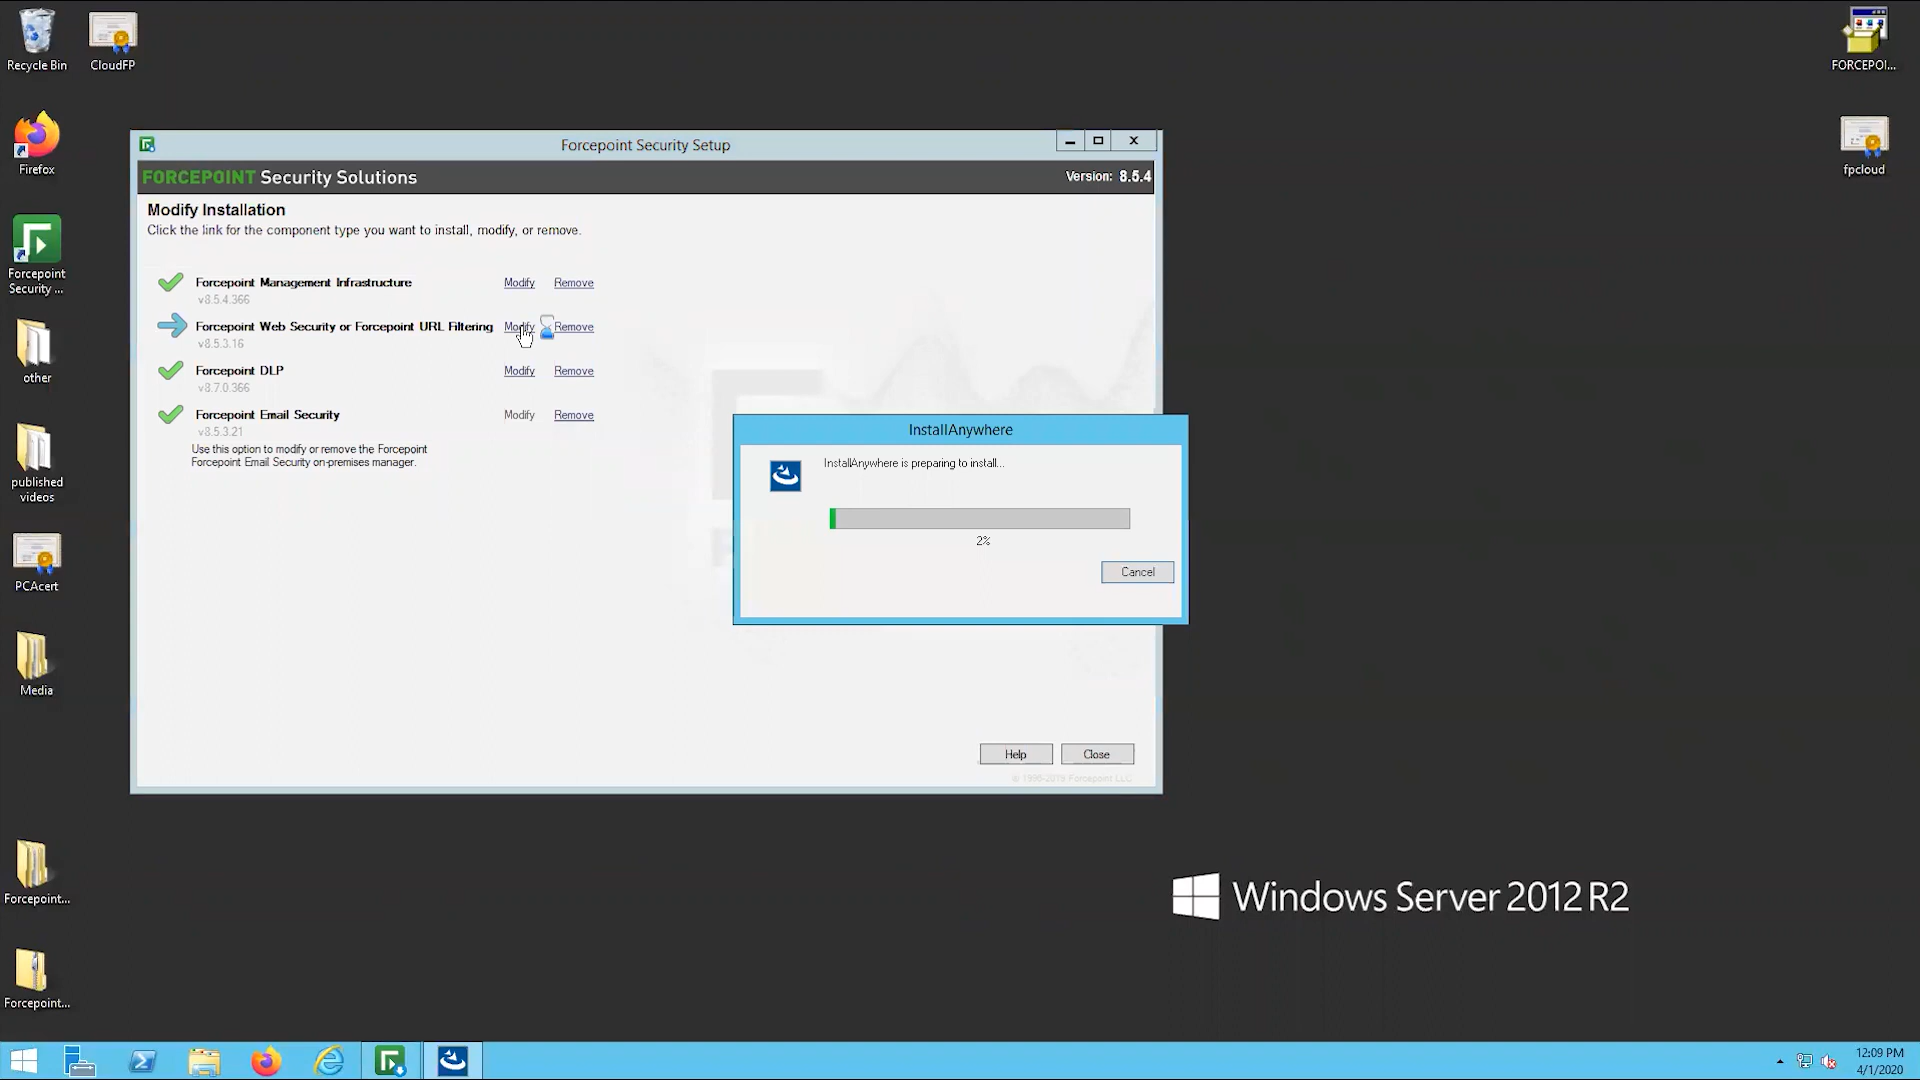 Recycle Bin
CloudFP
FORCEPOI...
Firefox
fpcloud
Forcepoint
Security ...
other
published
videos
PCAcert
Media
Forcepoint...
Forcepoint...
Forcepoint Security Setup
FORCEPOINT Security Solutions
Version: 8.5.4
Modify Installation
Click the link for the component type you want to install, modify, or remove.
Forcepoint Management Infrastructure Modify Remove
v8.5.4.366
Forcepoint Web Security or Forcepoint URL Filtering Modify Remove
v8.5.3.16
Forcepoint DLP Modify Remove
v8.7.0.366
Forcepoint Email Security Modify Remove
v8.5.3.21
Use this option to modify or remove the Forcepoint
Forcepoint Email Security on-premises manager.
InstallAnywhere
InstallAnywhere is preparing to install...
2%
Cancel
Help Close
© 1996-2019 Forcepoint LLC
Windows Server 2012 R2
12:09 PM
4/1/2020